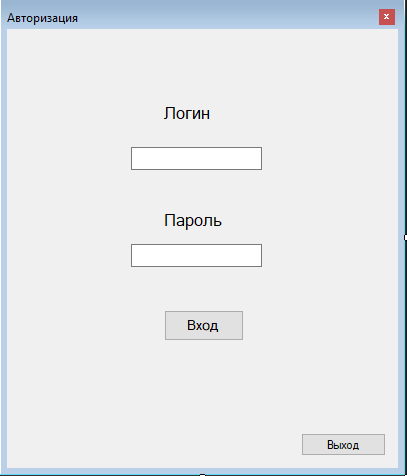 Авторизация
Логин
Пароль
Вход
Выход